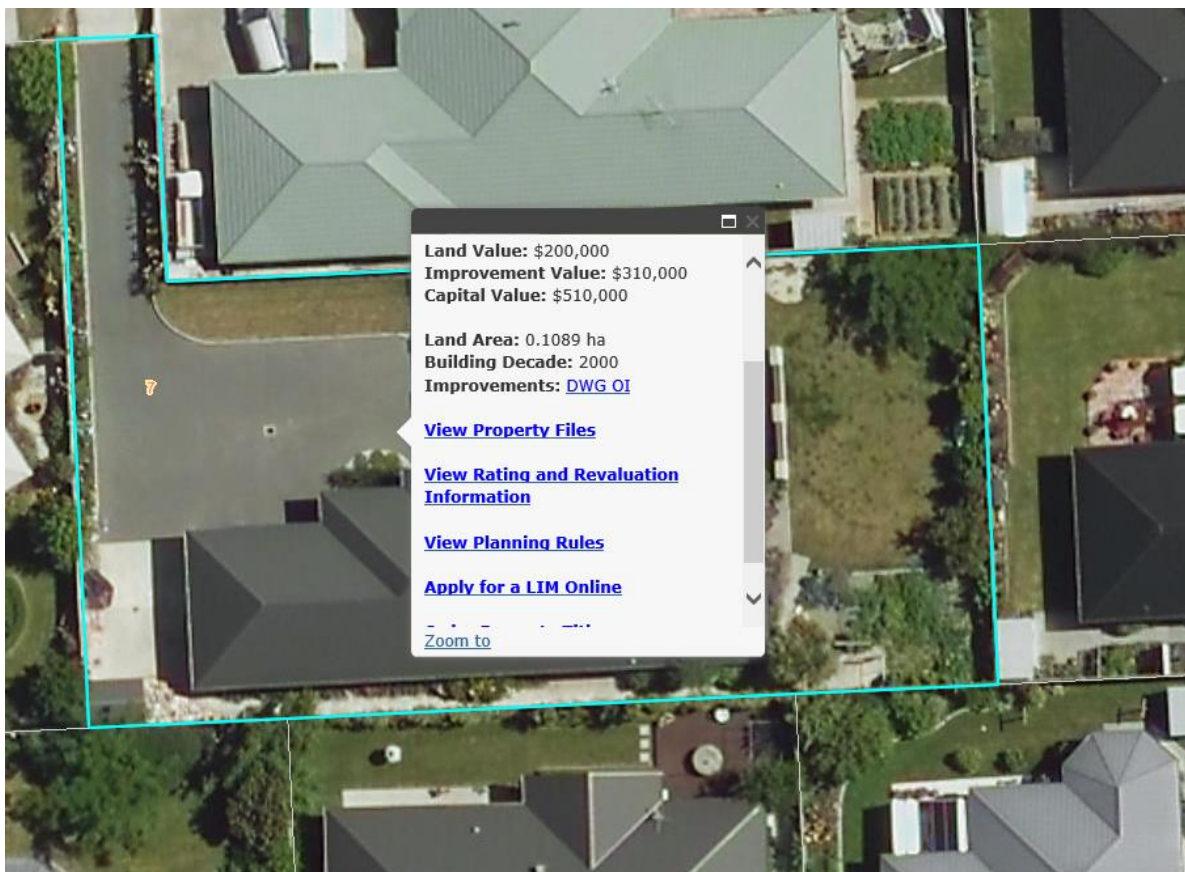 Land Value: $200,000
Improvement Value: $310,000
Capital Value: $510,000
Land Area: 0.1089 ha
Building Decade: 2000
Improvements: DWG OI
7
View Property Files
View Rating and Revaluation
Information
View Planning Rules
Apply for a LIM Online
Zoom to